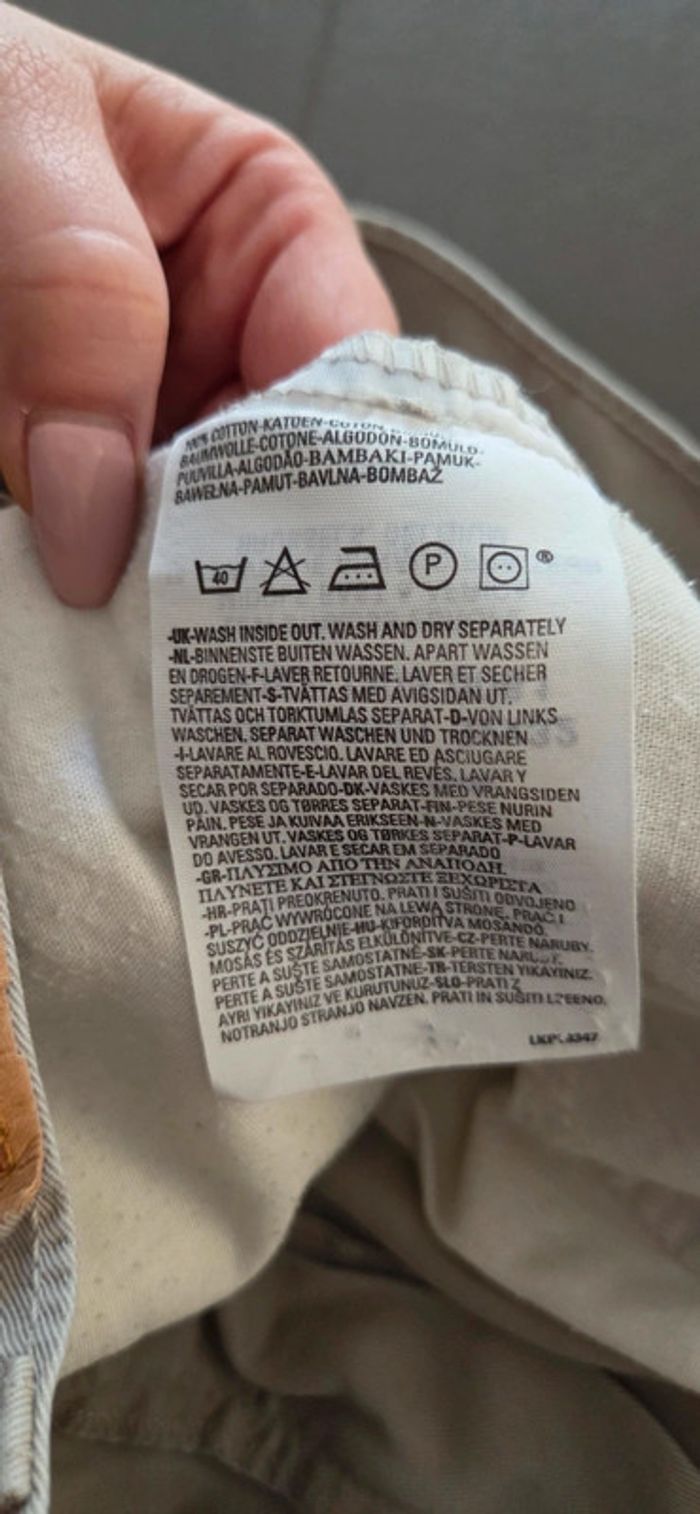 100% COTTON-KATOEN-COTON
BAUMWOLLE-COTONE-ALGODÓN-BOMULD-
PUUVILLA-ALGODÃO-BAMBAKI-PAMUK-
BAWEŁNA-PAMUT-BAVLNA-BOMBAŽ
40 P ®
-UK-WASH INSIDE OUT. WASH AND DRY SEPARATELY
-NL-BINNENSTE BUITEN WASSEN. APART WASSEN
EN DROGEN-F-LAVER RETOURNE. LAVER ET SECHER
SEPAREMENT-S-TVÄTTAS MED AVIGSIDAN UT.
TVÄTTAS OCH TORKTUMLAS SEPARAT-D-VON LINKS
WASCHEN. SEPARAT WASCHEN UND TROCKNEN
-I-LAVARE AL ROVESCIO. LAVARE ED ASCIUGARE
SEPARATAMENTE-E-LAVAR DEL REVÉS. LAVAR Y
SECAR POR SEPARADO-DK-VASKES MED VRANGSIDEN
UD. VASKES OG TØRRES SEPARAT-FIN-PESE NURIN
PÄIN. PESE JA KUIVAA ERIKSEEN-N-VASKES MED
VRANGEN UT. VASKES OG TØRKES SEPARAT-P-LAVAR
DO AVESSO. LAVAR E SECAR EM SEPARADO
-GR-ΠΛΥΣΙΜΟ ΑΠΟ ΤΗΝ ΑΝΑΠΟΔΗ.
ΠΛΥΝΕΤΕ ΚΑΙ ΣΤΕΓΝΩΣΤΕ ΞΕΧΩΡΙΣΤΑ
-HR-PRATI PREOKRENUTO. PRATI I SUŠITI ODVOJENO
-PL-PRAĆ WYWRÓCONE NA LEWĄ STRONĘ. PRAĆ I
SUSZYĆ ODDZIELNIE-HU-KIFORDÍTVA MOSANDÓ.
MOSÁS ÉS SZÁRÍTÁS ELKÜLÖNÍTVE-CZ-PERTE NARUBY.
PERTE A SUŠTE SAMOSTATNĚ-SK-PERTE
PERTE A SUŠTE SAMOSTATNE-TR-TERSTEN YIKAYINIZ.
AYRI YIKAYINIZ VE KURUTUNUZ-SLO-PRATI Z
NOTRANJO STRANJO NAVZEN. PRATI IN SUŠITI